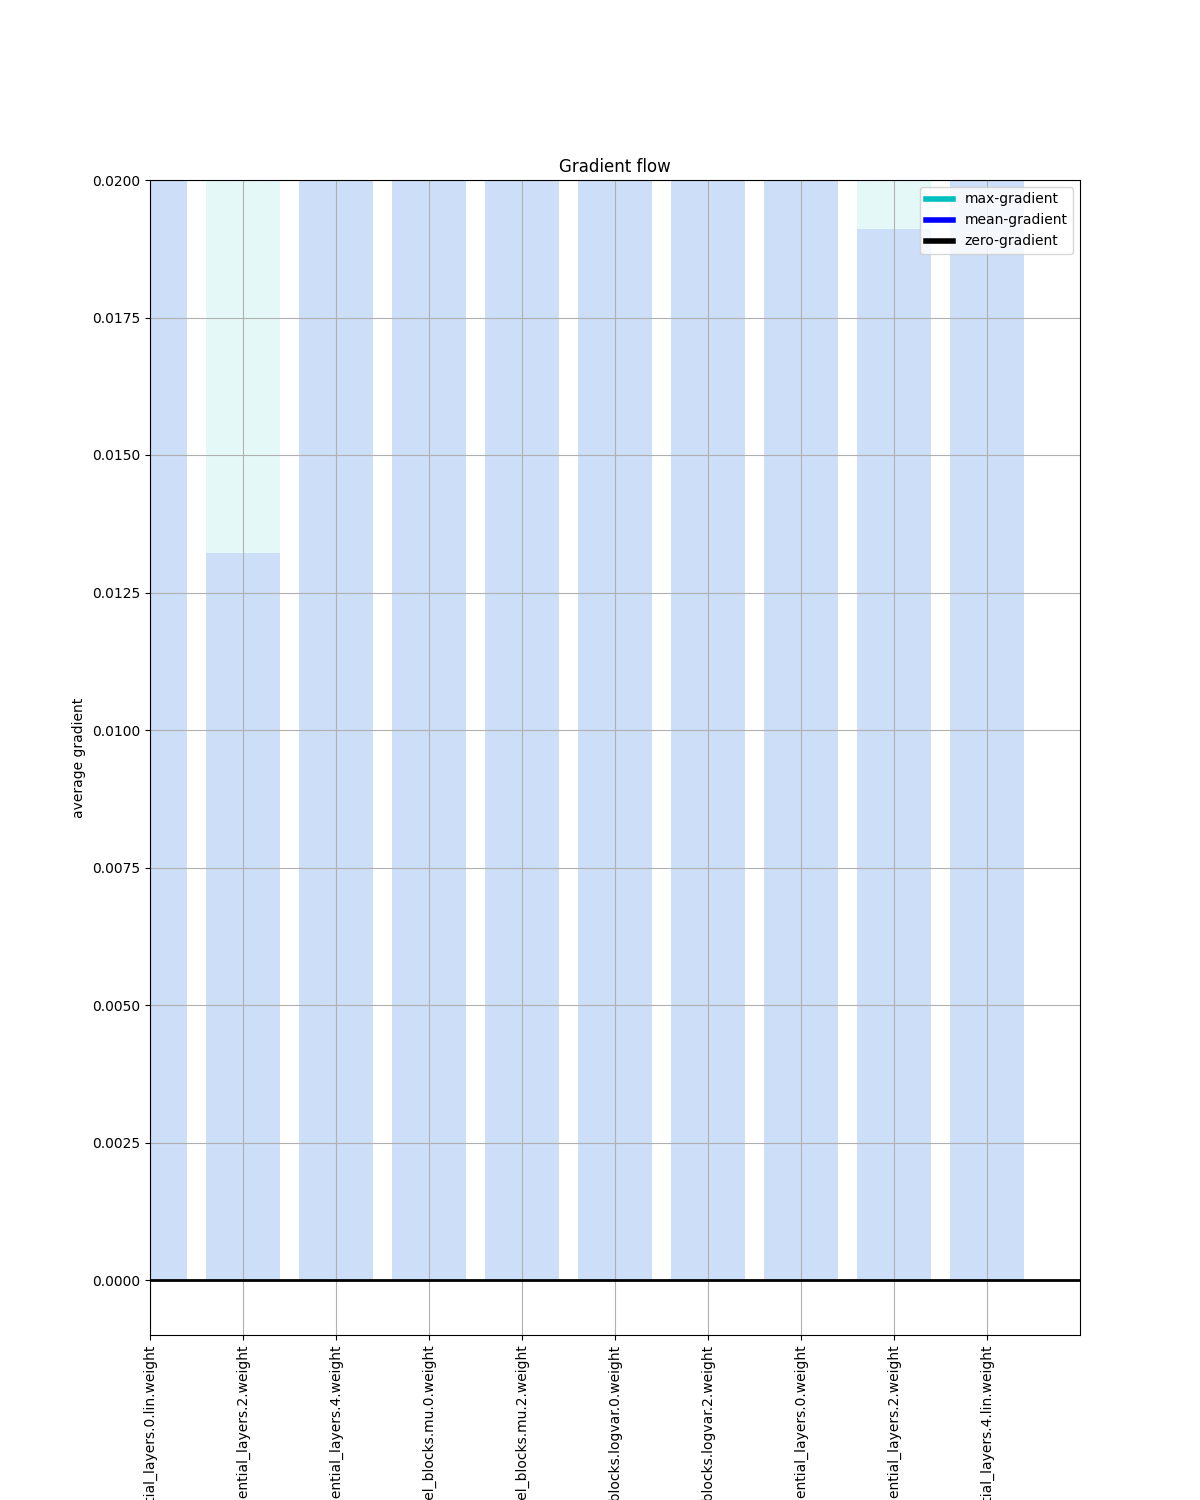 Gradient flow
max-gradient
mean-gradient
zero-gradient
0.0200
0.0175
0.0150
0.0125
0.0100
0.0075
0.0050
0.0025
0.0000
average gradient
tial_layers.0.lin.weight
ential_layers.2.weight
ential_layers.4.weight
el_blocks.mu.0.weight
el_blocks.mu.2.weight
blocks.logvar.0.weight
blocks.logvar.2.weight
ential_layers.0.weight
ential_layers.2.weight
tial_layers.4.lin.weight